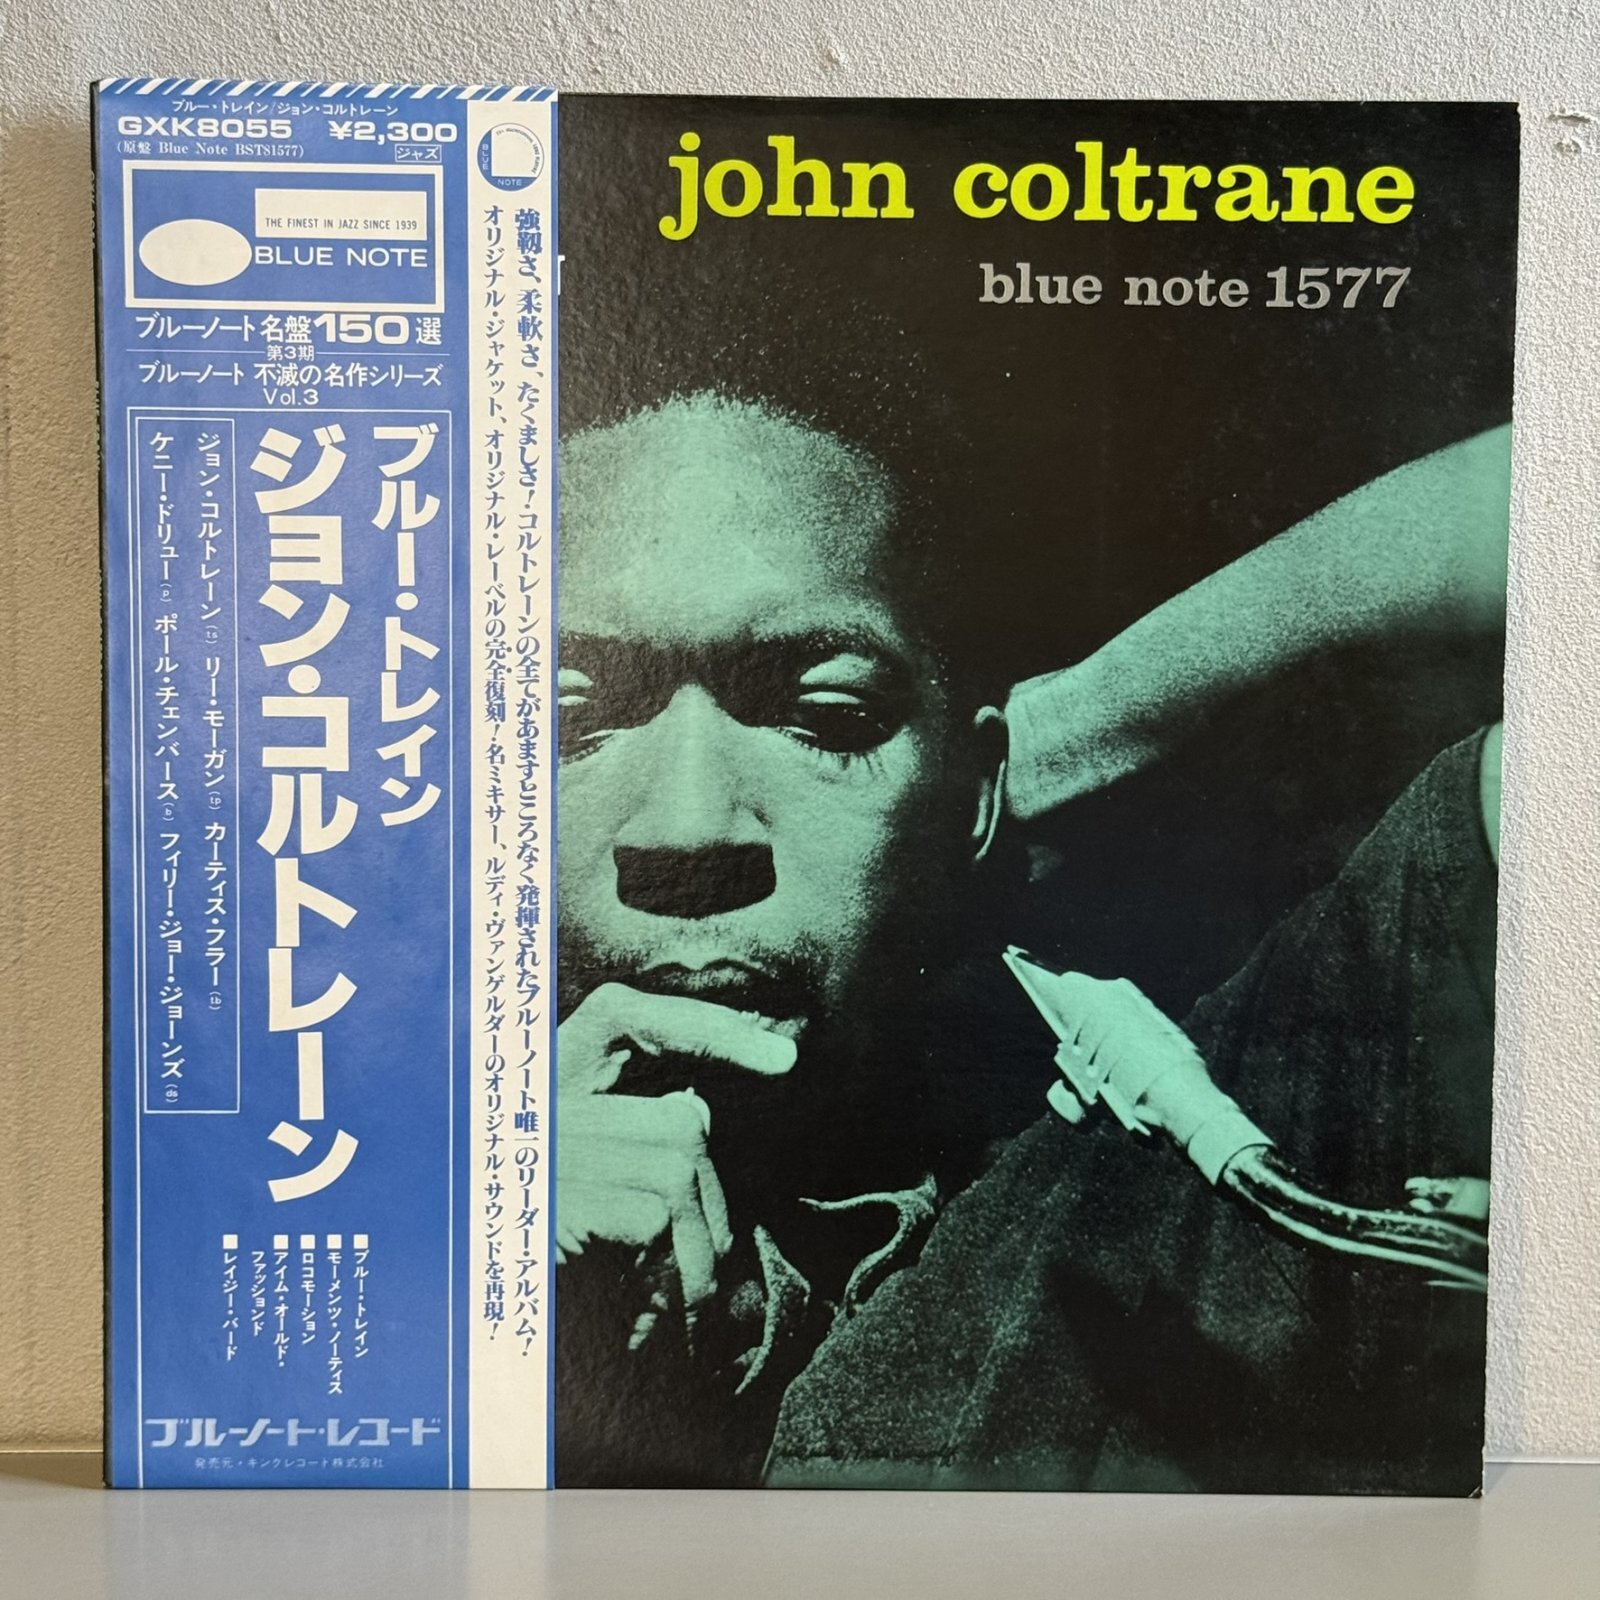 ブルー・トレイン/ジョン・コルトレーン
GXK8055 ¥2,300
(原盤 Blue Note BST81577)
ジャズ
THE FINEST IN JAZZ SINCE 1939
BLUE NOTE
ブルーノート名盤150選
第3期
ブルーノート 不滅の名作シリーズ
Vol.3
ブルー・トレイン
ジョン・コルトレーン
ジョン・コルトレーン(ts) リー・モーガン(tp) カーティス・フラー(tb)
ケニー・ドリュー(p) ポール・チェンバース(b) フィリー・ジョー・ジョーンズ(ds)
■ブルー・トレイン
■モーメンツ・ノーティス
■ロコモーション
■アイム・オールド・
ファッションド
■レイジー・バード
ブルーノート・レコード
発売元・キングレコード株式会社
BLUE
NOTE
強靱さ、柔軟さ、たくましさ!コルトレーンの全てがあますところなく発揮されたブルーノート唯一のリーダー・アルバム!
オリジナル・ジャケット、オリジナル・レーベルの完全復刻!名ミキサー、ルディ・ヴァンゲルダーのオリジナル・サウンドを再現!
john coltrane
blue note 1577